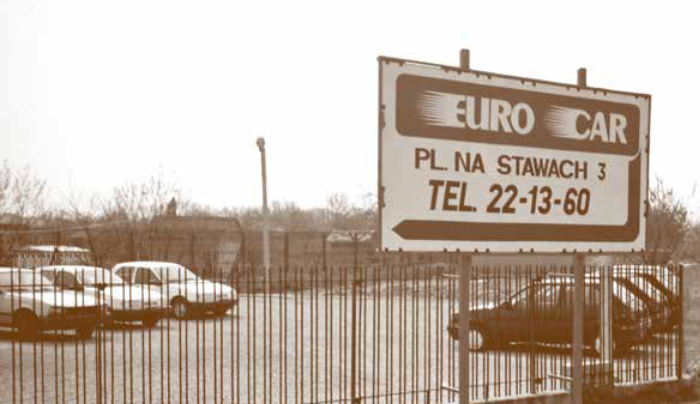 EURO CAR
PL. NA STAWACH 3
TEL. 22-13-60